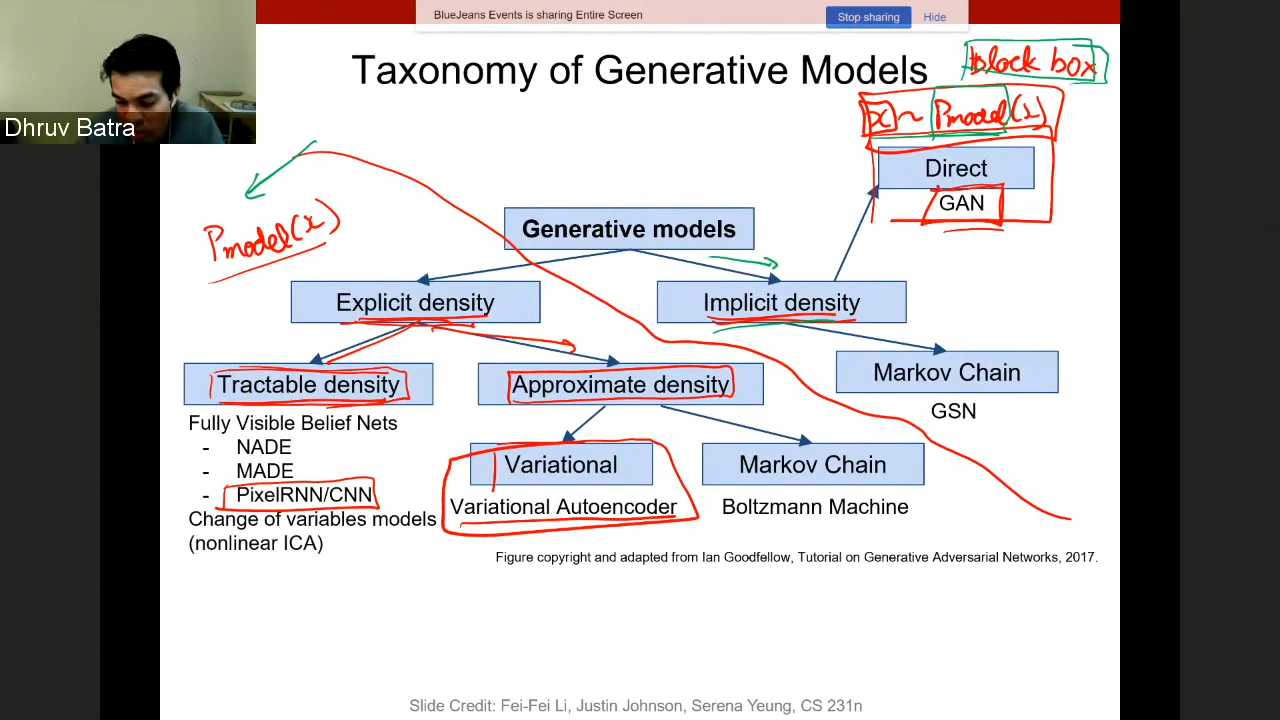 BlueJeans Events is sharing Entire Screen
Stop sharing
Hide
Dhruv Batra
Taxonomy of Generative Models
block box
x ~ Pmodel(x)
Direct
GAN
Pmodel(x)
Generative models
Explicit density
Implicit density
Tractable density
Approximate density
Markov Chain
GSN
Fully Visible Belief Nets
- NADE
- MADE
- PixelRNN/CNN
Change of variables models
(nonlinear ICA)
Variational
Variational Autoencoder
Markov Chain
Boltzmann Machine
Figure copyright and adapted from Ian Goodfellow, Tutorial on Generative Adversarial Networks, 2017.
Slide Credit: Fei-Fei Li, Justin Johnson, Serena Yeung, CS 231n